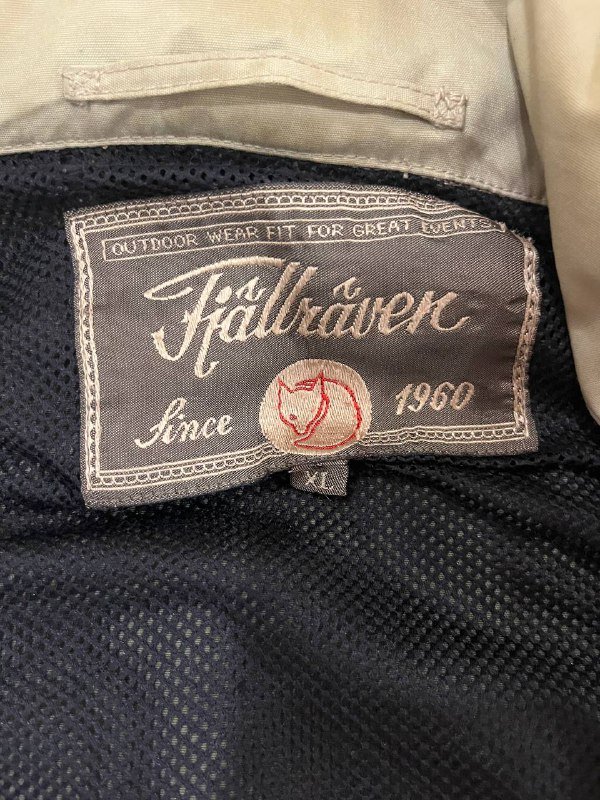 OUTDOOR WEAR FIT FOR GREAT EVENTS
Fjällräven
Since 1960
XL